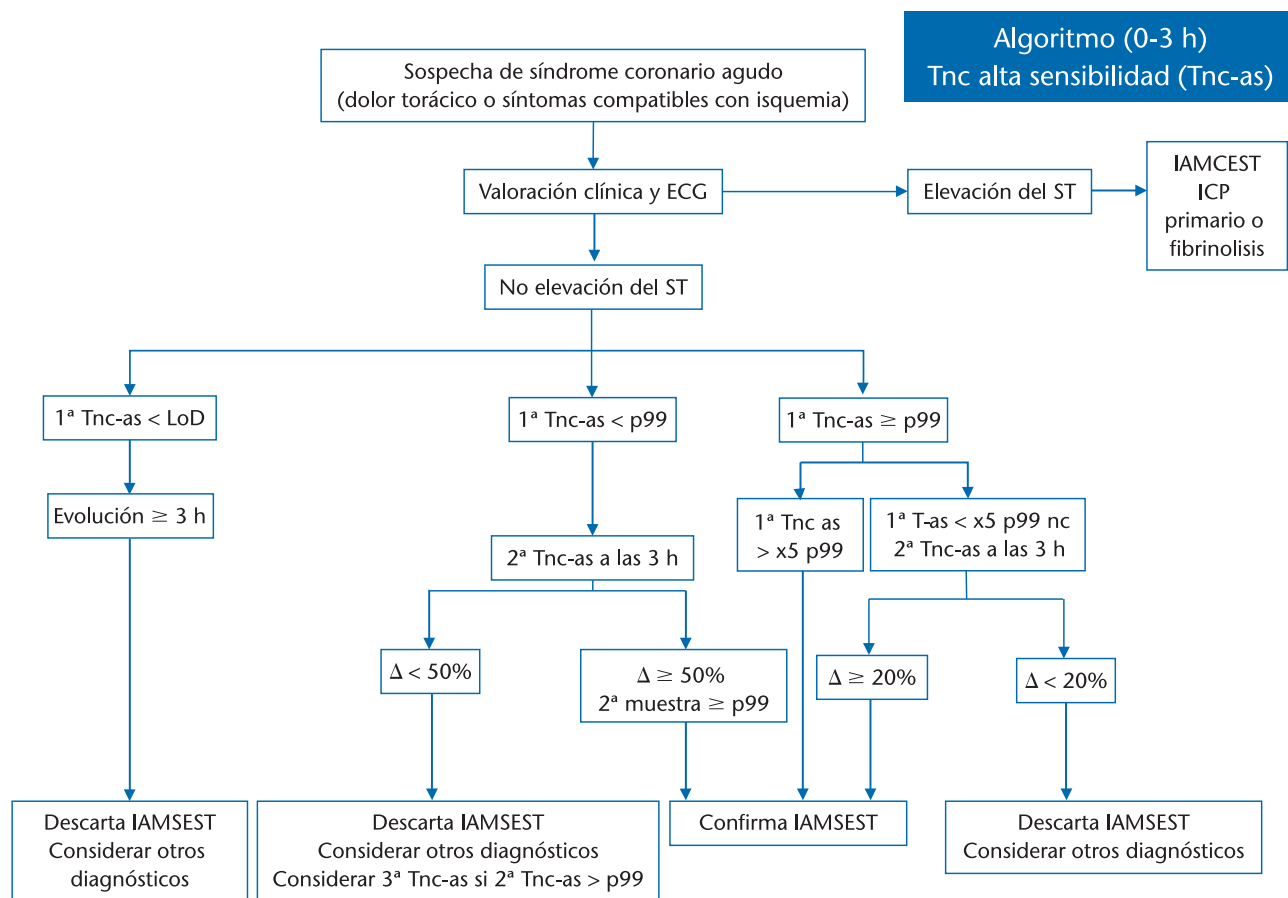 Algoritmo (0-3 h)
Tnc alta sensibilidad (Tnc-as)
Sospecha de síndrome coronario agudo
(dolor torácico o síntomas compatibles con isquemia)
Valoración clínica y ECG
Elevación del ST
IAMCEST
ICP
primario o
fibrinolisis
No elevación del ST
1ª Tnc-as < LoD
1ª Tnc-as < p99
1ª Tnc-as ≥ p99
Evolución ≥ 3 h
1ª Tnc as
> x5 p99
1ª T-as < x5 p99 nc
2ª Tnc-as a las 3 h
2ª Tnc-as a las 3 h
Δ < 50%
Δ ≥ 50%
2ª muestra ≥ p99
Δ ≥ 20%
Δ < 20%
Descarta IAMSEST
Considerar otros
diagnósticos
Descarta IAMSEST
Considerar otros diagnósticos
Considerar 3ª Tnc-as si 2ª Tnc-as > p99
Confirma IAMSEST
Descarta IAMSEST
Considerar otros diagnósticos